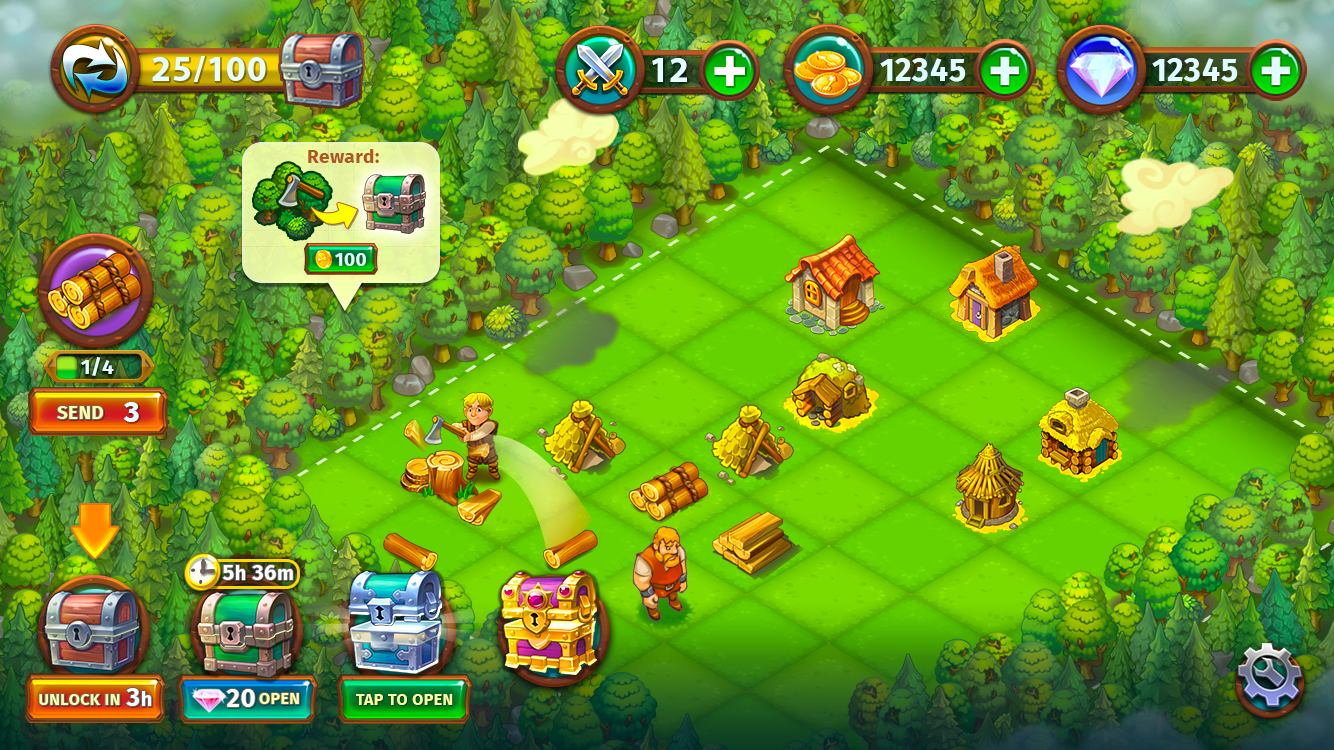 25/100
12
12345
12345
Reward:
100
1/4
SEND 3
5h 36m
UNLOCK IN 3h
20 OPEN
TAP TO OPEN